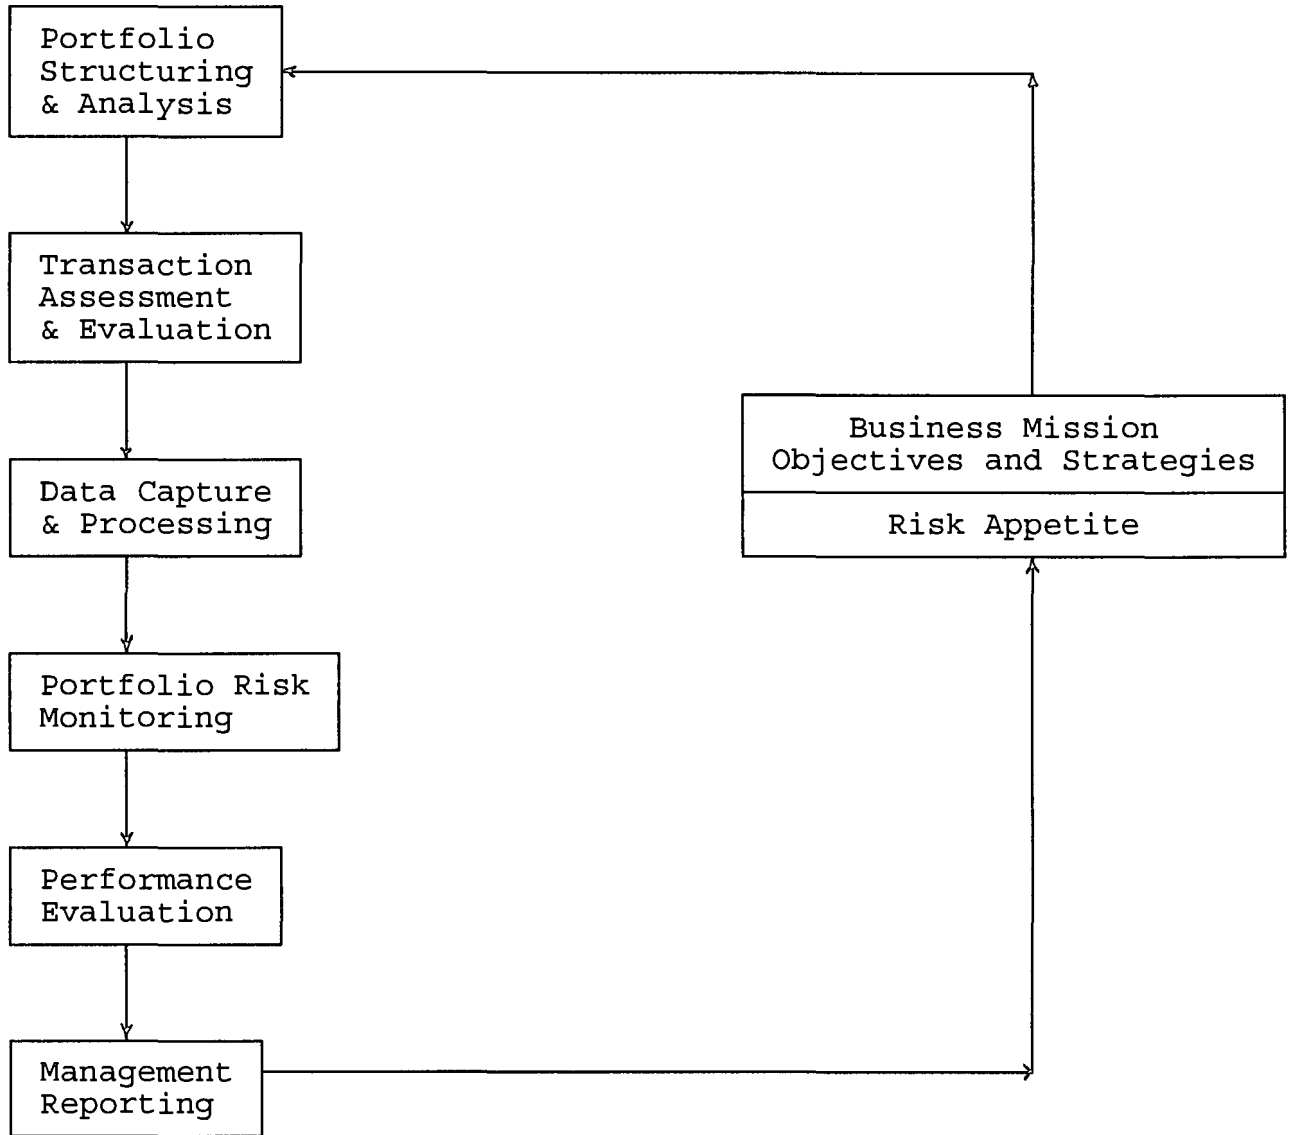 Portfolio
Structuring
& Analysis
Transaction
Assessment
& Evaluation
Data Capture
& Processing
Business Mission
Objectives and Strategies
Risk Appetite
Portfolio Risk
Monitoring
Performance
Evaluation
Management
Reporting